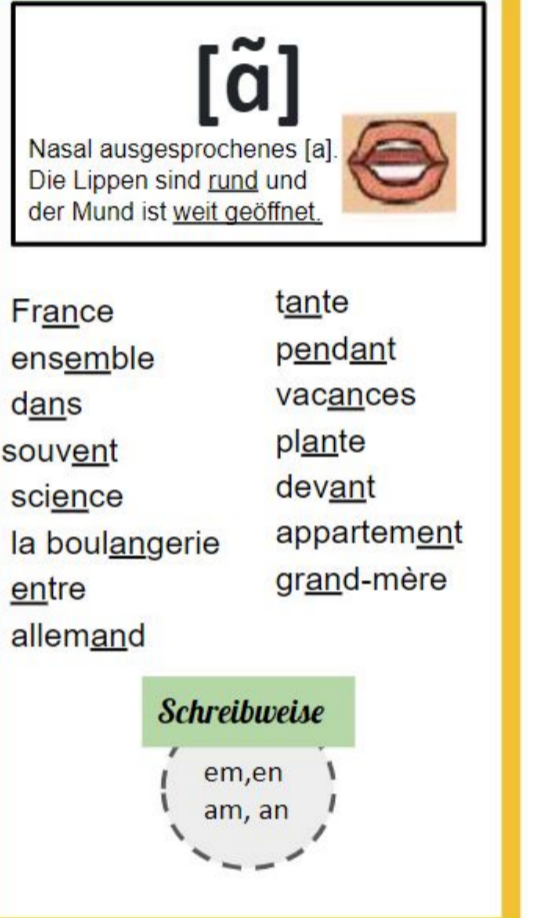 [ɑ̃]
Nasal ausgesprochenes [a].
Die Lippen sind rund und
der Mund ist weit geöffnet.
France
ensemble
dans
souvent
science
la boulangerie
entre
allemand
tante
pendant
vacances
plante
devant
appartement
grand-mère
Schreibweise
em,en
am, an